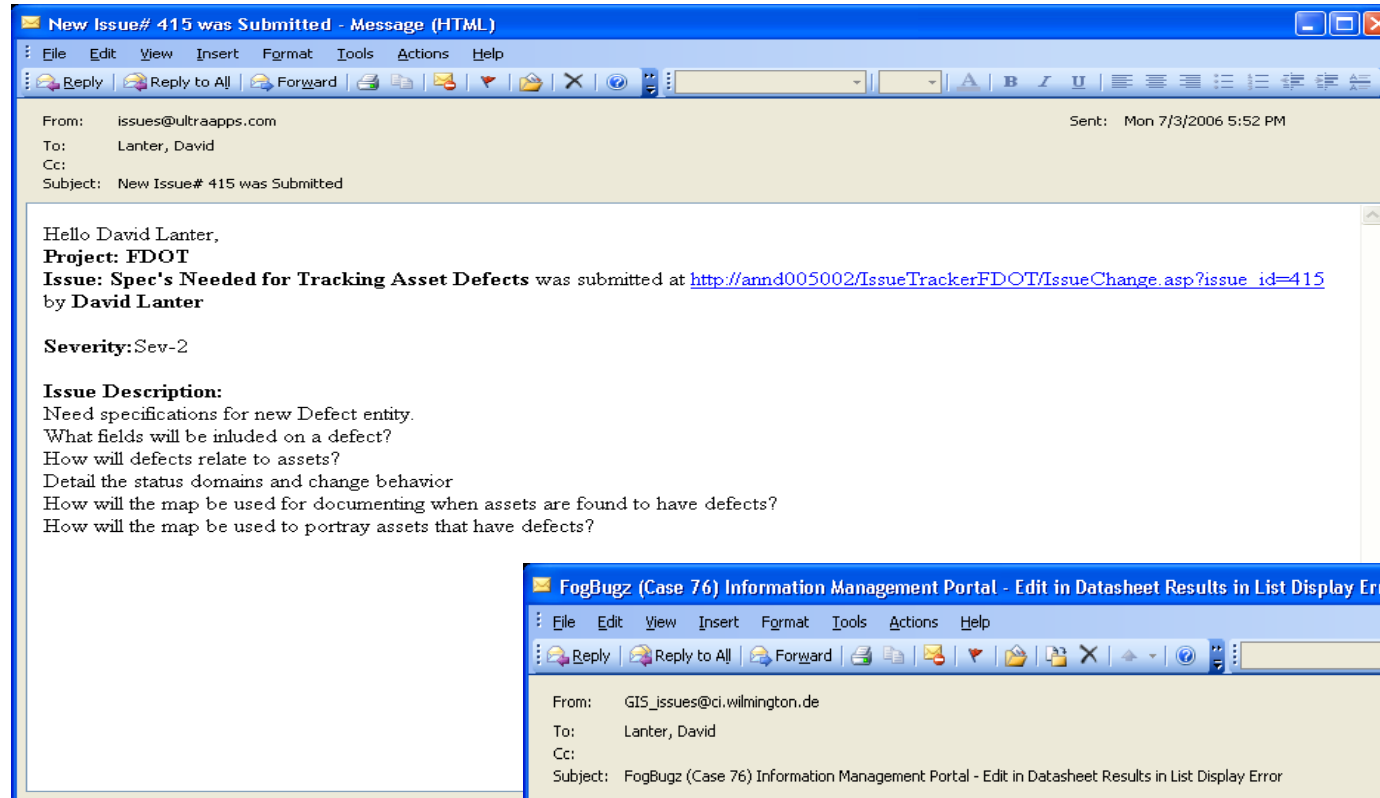 New Issue# 415 was Submitted - Message (HTML)
File Edit View Insert Format Tools Actions Help
Reply Reply to All Forward A B I U
From: issues@ultraapps.com Sent: Mon 7/3/2006 5:52 PM
To: Lanter, David
Cc:
Subject: New Issue# 415 was Submitted
Hello David Lanter,
Project: FDOT
Issue: Spec's Needed for Tracking Asset Defects was submitted at http://annd005002/IssueTrackerFDOT/IssueChange.asp?issue_id=415
by David Lanter
Severity:Sev-2
Issue Description:
Need specifications for new Defect entity.
What fields will be inluded on a defect?
How will defects relate to assets?
Detail the status domains and change behavior
How will the map be used for documenting when assets are found to have defects?
How will the map be used to portray assets that have defects?
FogBugz (Case 76) Information Management Portal - Edit in Datasheet Results in List Display Er
File Edit View Insert Format Tools Actions Help
Reply Reply to All Forward
From: GIS_issues@ci.wilmington.de
To: Lanter, David
Cc:
Subject: FogBugz (Case 76) Information Management Portal - Edit in Datasheet Results in List Display Error